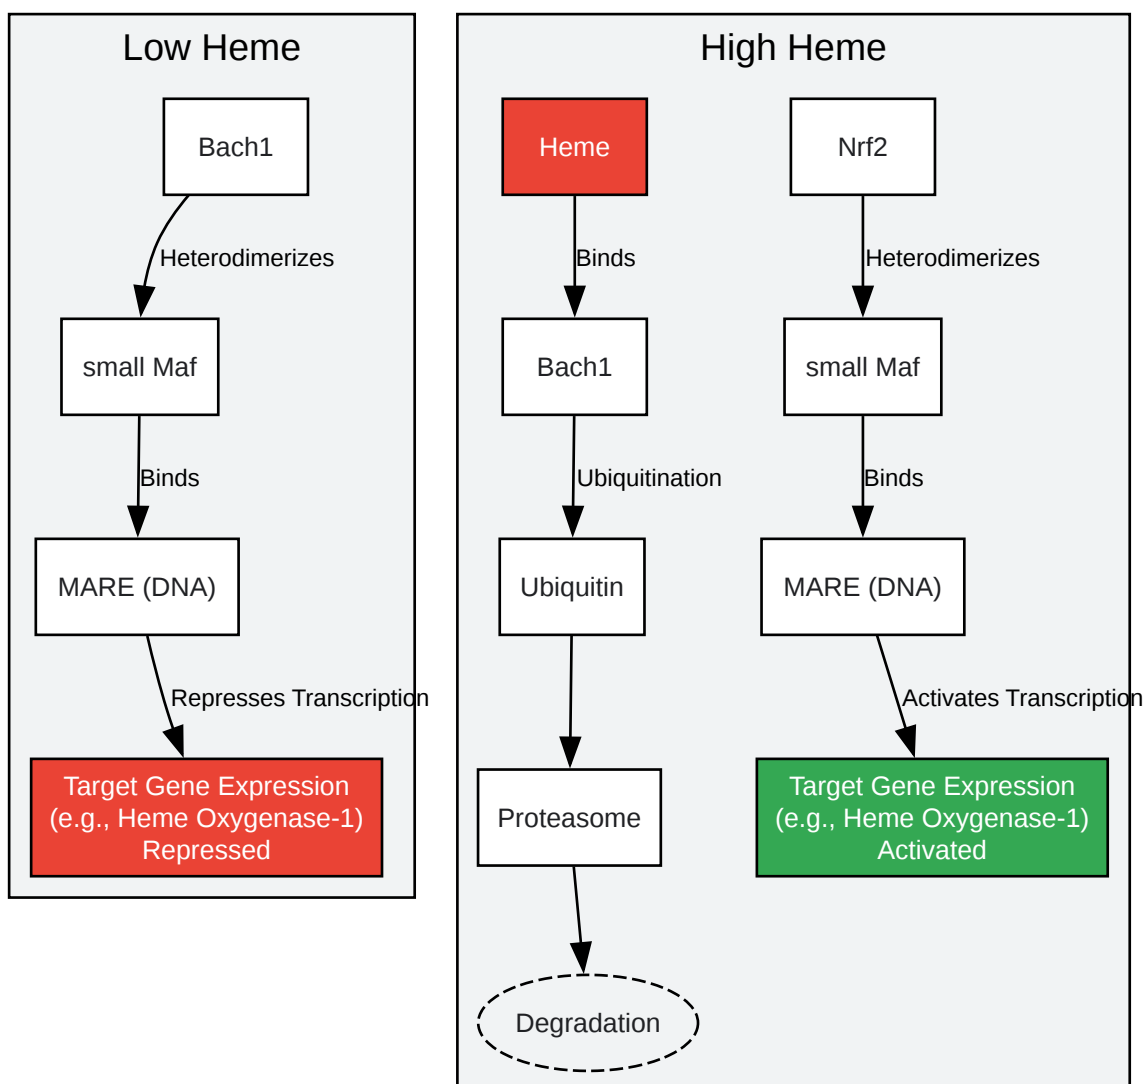 Low Heme
Bach1
Heterodimerizes
small Maf
Binds
MARE (DNA)
Represses Transcription
Target Gene Expression
(e.g., Heme Oxygenase-1)
Repressed
High Heme
Heme
Binds
Bach1
Ubiquitination
Ubiquitin
Proteasome
Degradation
Nrf2
Heterodimerizes
small Maf
Binds
MARE (DNA)
Activates Transcription
Target Gene Expression
(e.g., Heme Oxygenase-1)
Activated